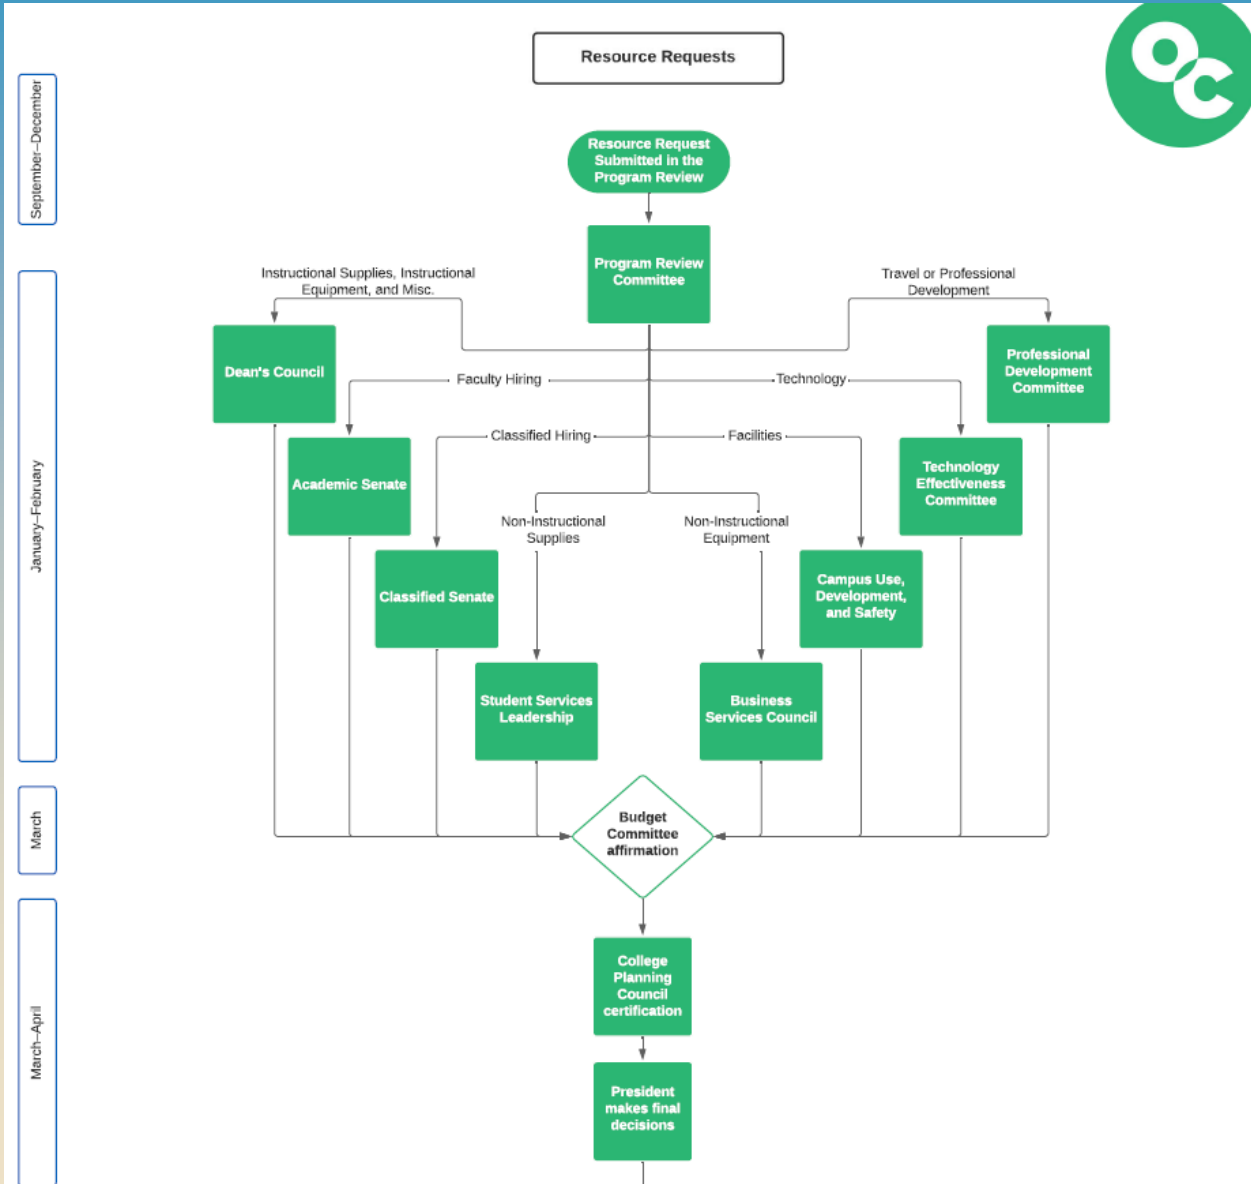 Resource Requests
OC
September–December
Resource Request
Submitted in the
Program Review
Program Review
Committee
Instructional Supplies, Instructional
Equipment, and Misc.
Travel or Professional
Development
Dean's Council
Professional
Development
Committee
Faculty Hiring
Technology
Classified Hiring
Facilities
Academic Senate
Technology
Effectiveness
Committee
January–February
Non-Instructional
Supplies
Non-Instructional
Equipment
Classified Senate
Campus Use,
Development,
and Safety
Student Services
Leadership
Business
Services Council
March
Budget
Committee
affirmation
March–April
College
Planning
Council
certification
President
makes final
decisions